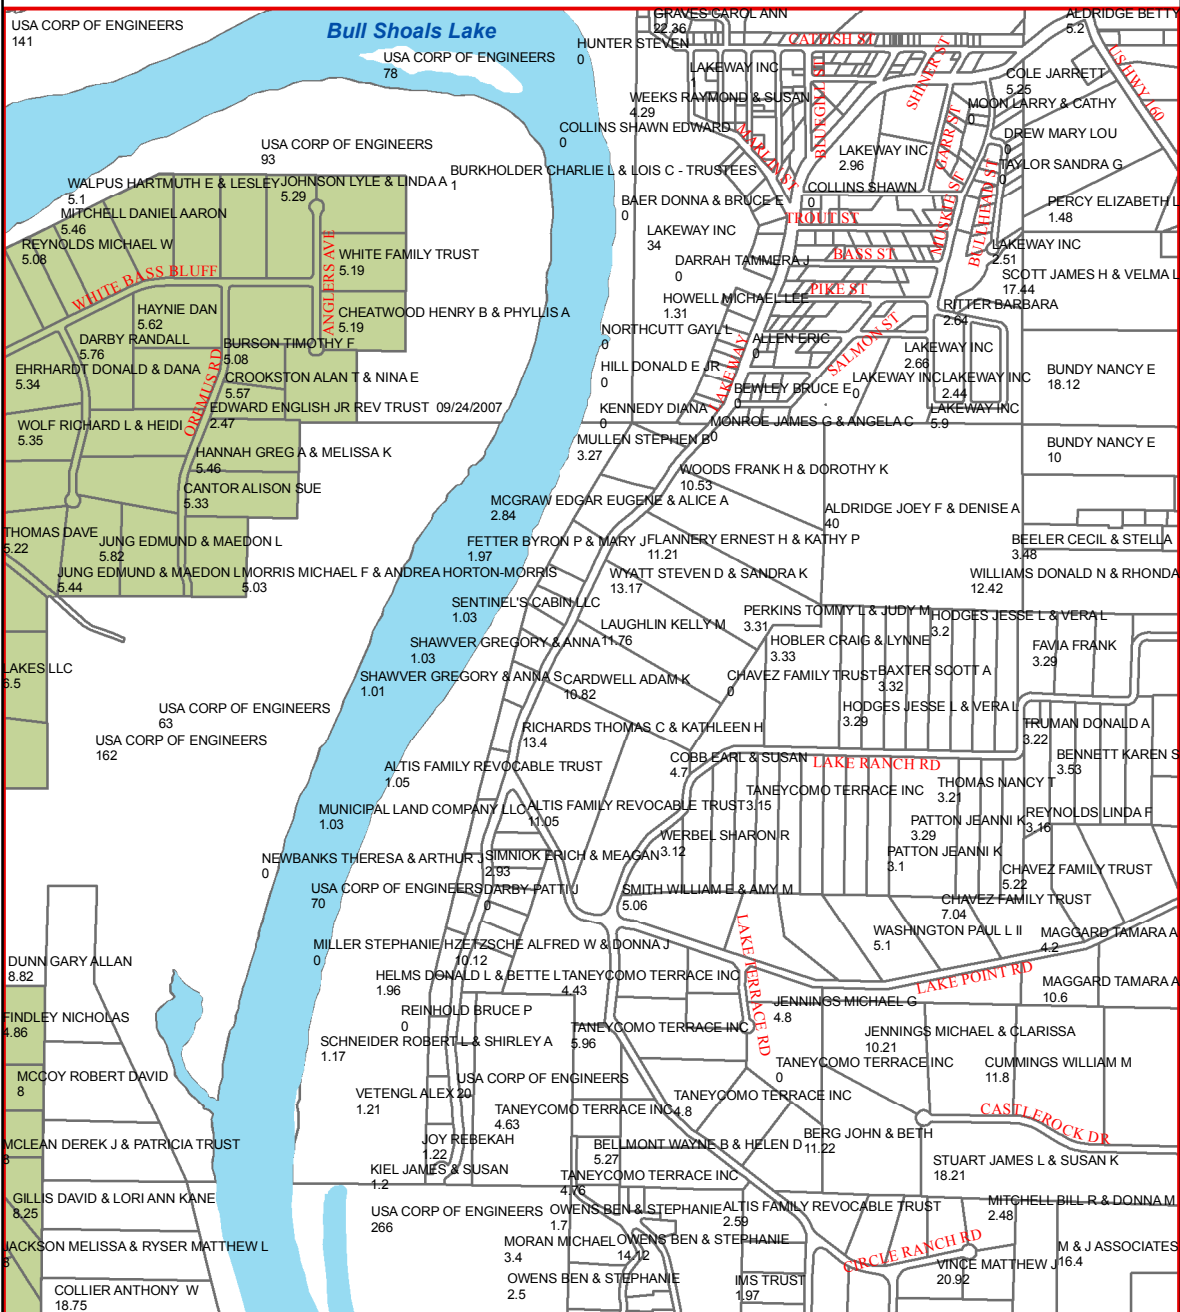 USA CORP OF ENGINEERS
141
Bull Shoals Lake
USA CORP OF ENGINEERS
78
GRAVES CAROL ANN
22.36
ALDRIDGE BETTY
5.2
CATFISH ST
HUNTER STEVEN
0
US HWY 160
SHINER ST
LAKEWAY INC
1
BLUEGILL ST
COLE JARRETT
5.25
WEEKS RAYMOND & SUSAN
4.29
MOON LARRY & CATHY
0
COLLINS SHAWN EDWARD
0
MARLIN ST
GARR ST
DREW MARY LOU
0
USA CORP OF ENGINEERS
93
LAKEWAY INC
2.96
TAYLOR SANDRA G
0
BURKHOLDER CHARLIE L & LOIS C - TRUSTEES
1
WALPUS HARTMUTH E & LESLEY
5.1
JOHNSON LYLE & LINDA A
5.29
COLLINS SHAWN
0
MUSKIE ST
BULLHEAD ST
BAER DONNA & BRUCE E
0
PERCY ELIZABETH L
1.48
MITCHELL DANIEL AARON
5.46
TROUT ST
LAKEWAY INC
34
REYNOLDS MICHAEL W
5.08
LAKEWAY INC
2.51
WHITE FAMILY TRUST
5.19
BASS ST
DARRAH TAMMERA J
0
SCOTT JAMES H & VELMA L
17.44
WHITE BASS BLUFF
ANGLERS AVE
PIKE ST
HOWELL MICHAEL LEE
1.31
RITTER BARBARA
2.64
HAYNIE DAN
5.62
CHEATWOOD HENRY B & PHYLLIS A
5.19
NORTHCUTT GAYL L
0
SALMON ST
DARBY RANDALL
5.76
BURSON TIMOTHY F
5.08
ALLEN ERIC
0
LAKEWAY INC
2.66
EHRHARDT DONALD & DANA
5.34
HILL DONALD E JR
0
BUNDY NANCY E
18.12
CROOKSTON ALAN T & NINA E
5.57
LAKEWAY
BEWLEY BRUCE E
0
LAKEWAY INC
0
LAKEWAY INC
2.44
OREMUS RD
EDWARD ENGLISH JR REV TRUST 09/24/2007
2.47
KENNEDY DIANA
0
LAKEWAY INC
5.9
WOLF RICHARD L & HEIDI
5.35
MONROE JAMES G & ANGELA C
0
MULLEN STEPHEN B
3.27
BUNDY NANCY E
10
HANNAH GREG A & MELISSA K
5.46
WOODS FRANK H & DOROTHY K
10.53
CANTOR ALISON SUE
5.33
MCGRAW EDGAR EUGENE & ALICE A
2.84
ALDRIDGE JOEY F & DENISE A
40
THOMAS DAVE
5.22
JUNG EDMUND & MAEDON L
5.82
FETTER BYRON P & MARY J
1.97
FLANNERY ERNEST H & KATHY P
11.21
BEELER CECIL & STELLA
3.48
JUNG EDMUND & MAEDON L
5.44
MORRIS MICHAEL F & ANDREA HORTON-MORRIS
5.03
WYATT STEVEN D & SANDRA K
13.17
WILLIAMS DONALD N & RHONDA
12.42
SENTINEL'S CABIN LLC
1.03
PERKINS TOMMY L & JUDY M
3.31
HODGES JESSE L & VERA L
3.2
LAUGHLIN KELLY M
11.76
SHAWVER GREGORY & ANNA
1.03
HOBLER CRAIG & LYNNE
3.33
FAVIA FRANK
3.29
LAKES LLC
6.5
SHAWVER GREGORY & ANNA S
1.01
CARDWELL ADAM K
10.82
CHAVEZ FAMILY TRUST
0
BAXTER SCOTT A
3.32
USA CORP OF ENGINEERS
63
HODGES JESSE L & VERA L
3.29
RICHARDS THOMAS C & KATHLEEN H
13.4
TRUMAN DONALD A
3.22
USA CORP OF ENGINEERS
162
COBB EARL & SUSAN
4.7
LAKE RANCH RD
BENNETT KAREN S
3.53
ALTIS FAMILY REVOCABLE TRUST
1.05
THOMAS NANCY T
3.21
TANEYCOMO TERRACE INC
3.15
MUNICIPAL LAND COMPANY LLC
1.03
ALTIS FAMILY REVOCABLE TRUST
11.05
REYNOLDS LINDA F
3.16
PATTON JEANNI K
3.29
WERBEL SHARON R
3.12
NEWBANKS THERESA & ARTHUR J
0
SIMNIOK ERICH & MEAGAN
2.93
PATTON JEANNI K
3.1
CHAVEZ FAMILY TRUST
5.22
USA CORP OF ENGINEERS
70
DARBY PATTI J
0
SMITH WILLIAM E & AMY M
5.06
CHAVEZ FAMILY TRUST
7.04
WASHINGTON PAUL L II
5.1
MAGGARD TAMARA A
4.2
MILLER STEPHANIE H
0
ZETZSCHE ALFRED W & DONNA J
10.12
LAKE TERRACE RD
DUNN GARY ALLAN
8.82
HELMS DONALD L & BETTE L
1.96
TANEYCOMO TERRACE INC
4.43
LAKE POINT RD
MAGGARD TAMARA A
10.6
JENNINGS MICHAEL G
4.8
REINHOLD BRUCE P
0
FINDLEY NICHOLAS
4.86
TANEYCOMO TERRACE INC
5.96
JENNINGS MICHAEL & CLARISSA
10.21
SCHNEIDER ROBERT L & SHIRLEY A
1.17
TANEYCOMO TERRACE INC
0
CUMMINGS WILLIAM M
11.8
MCCOY ROBERT DAVID
8
USA CORP OF ENGINEERS
20
VETENGL ALEX
1.21
TANEYCOMO TERRACE INC
4.8
TANEYCOMO TERRACE INC
4.63
CASTLEROCK DR
MCLEAN DEREK J & PATRICIA TRUST
8
JOY REBEKAH
1.22
BELLMONT WAYNE B & HELEN D
5.27
BERG JOHN & BETH
11.22
STUART JAMES L & SUSAN K
18.21
KIEL JAMES & SUSAN
1.2
TANEYCOMO TERRACE INC
4.76
GILLIS DAVID & LORI ANN KANE
8.25
USA CORP OF ENGINEERS
266
OWENS BEN & STEPHANIE
1.7
ALTIS FAMILY REVOCABLE TRUST
2.59
MITCHELL BILL R & DONNA M
2.48
JACKSON MELISSA & RYSER MATTHEW L
8
MORAN MICHAEL
3.4
OWENS BEN & STEPHANIE
14.12
CIRCLE RANCH RD
M & J ASSOCIATES
16.4
VINCE MATTHEW J
20.92
COLLIER ANTHONY W
18.75
OWENS BEN & STEPHANIE
2.5
IMS TRUST
1.97